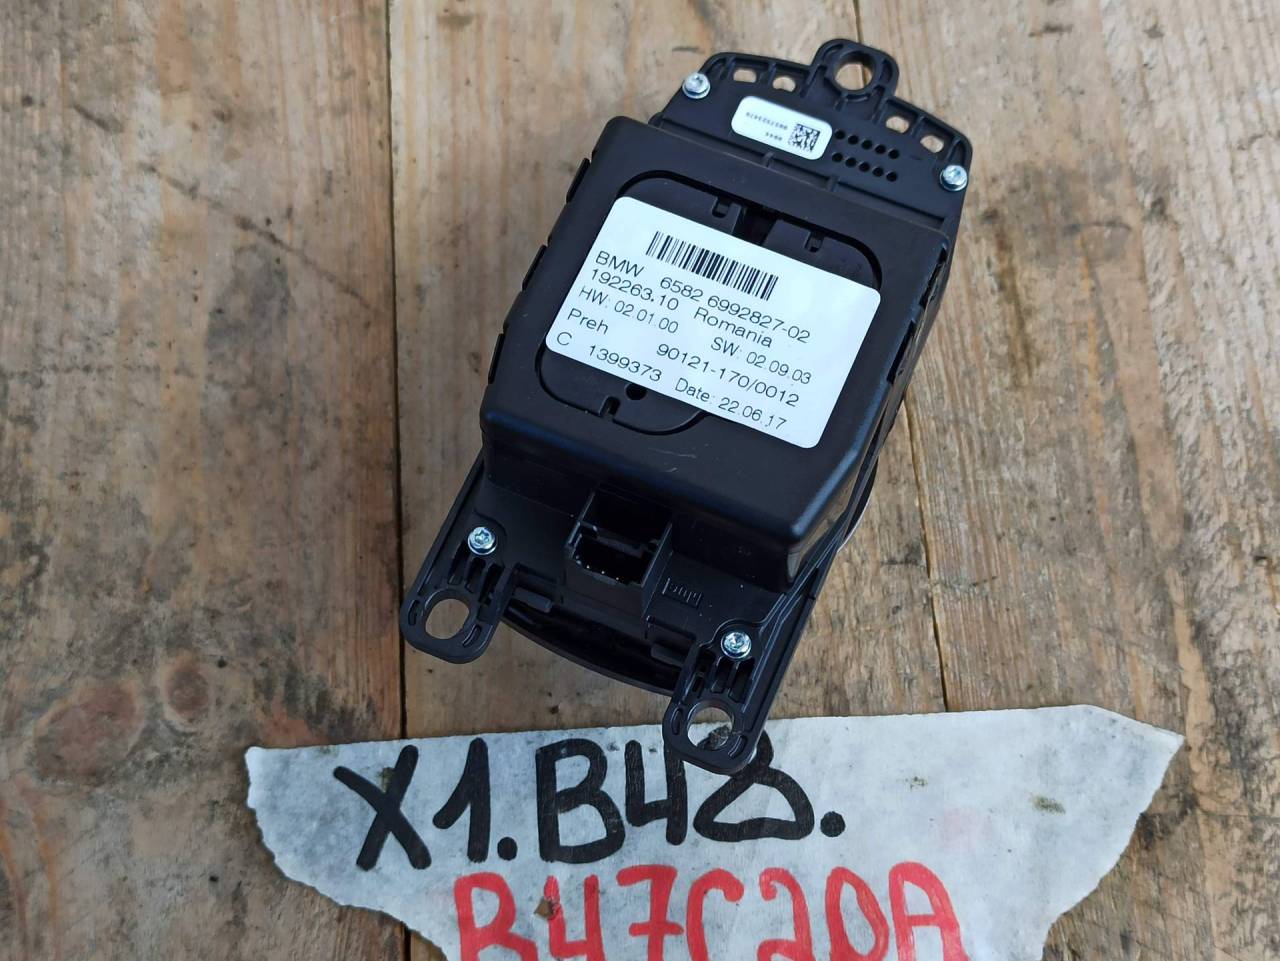 BMW 6582 6992827-02
192263.10 Romania
HW: 02.01.00 SW: 02.09.03
Preh 90121-170/0012
C 1399373 Date: 22.06.17
X1.B48.
B47C20A